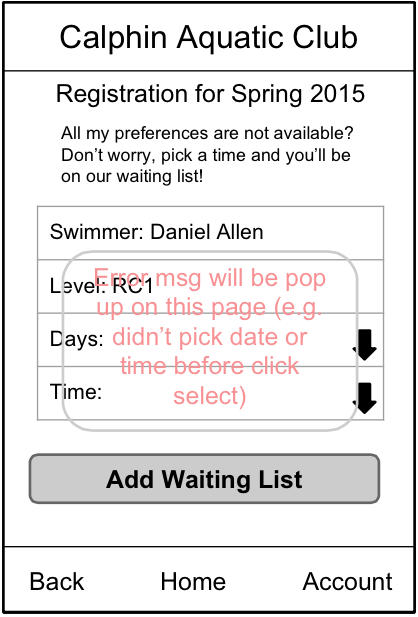 Calphin Aquatic Club
Registration for Spring 2015
All my preferences are not available?
Don't worry, pick a time and you'll be
on our waiting list!
Swimmer: Daniel Allen
Level: RC1
Error msg will be pop
up on this page (e.g.
Days:
didn't pick date or
time before click
Time:
select)
Add Waiting List
Back Home Account